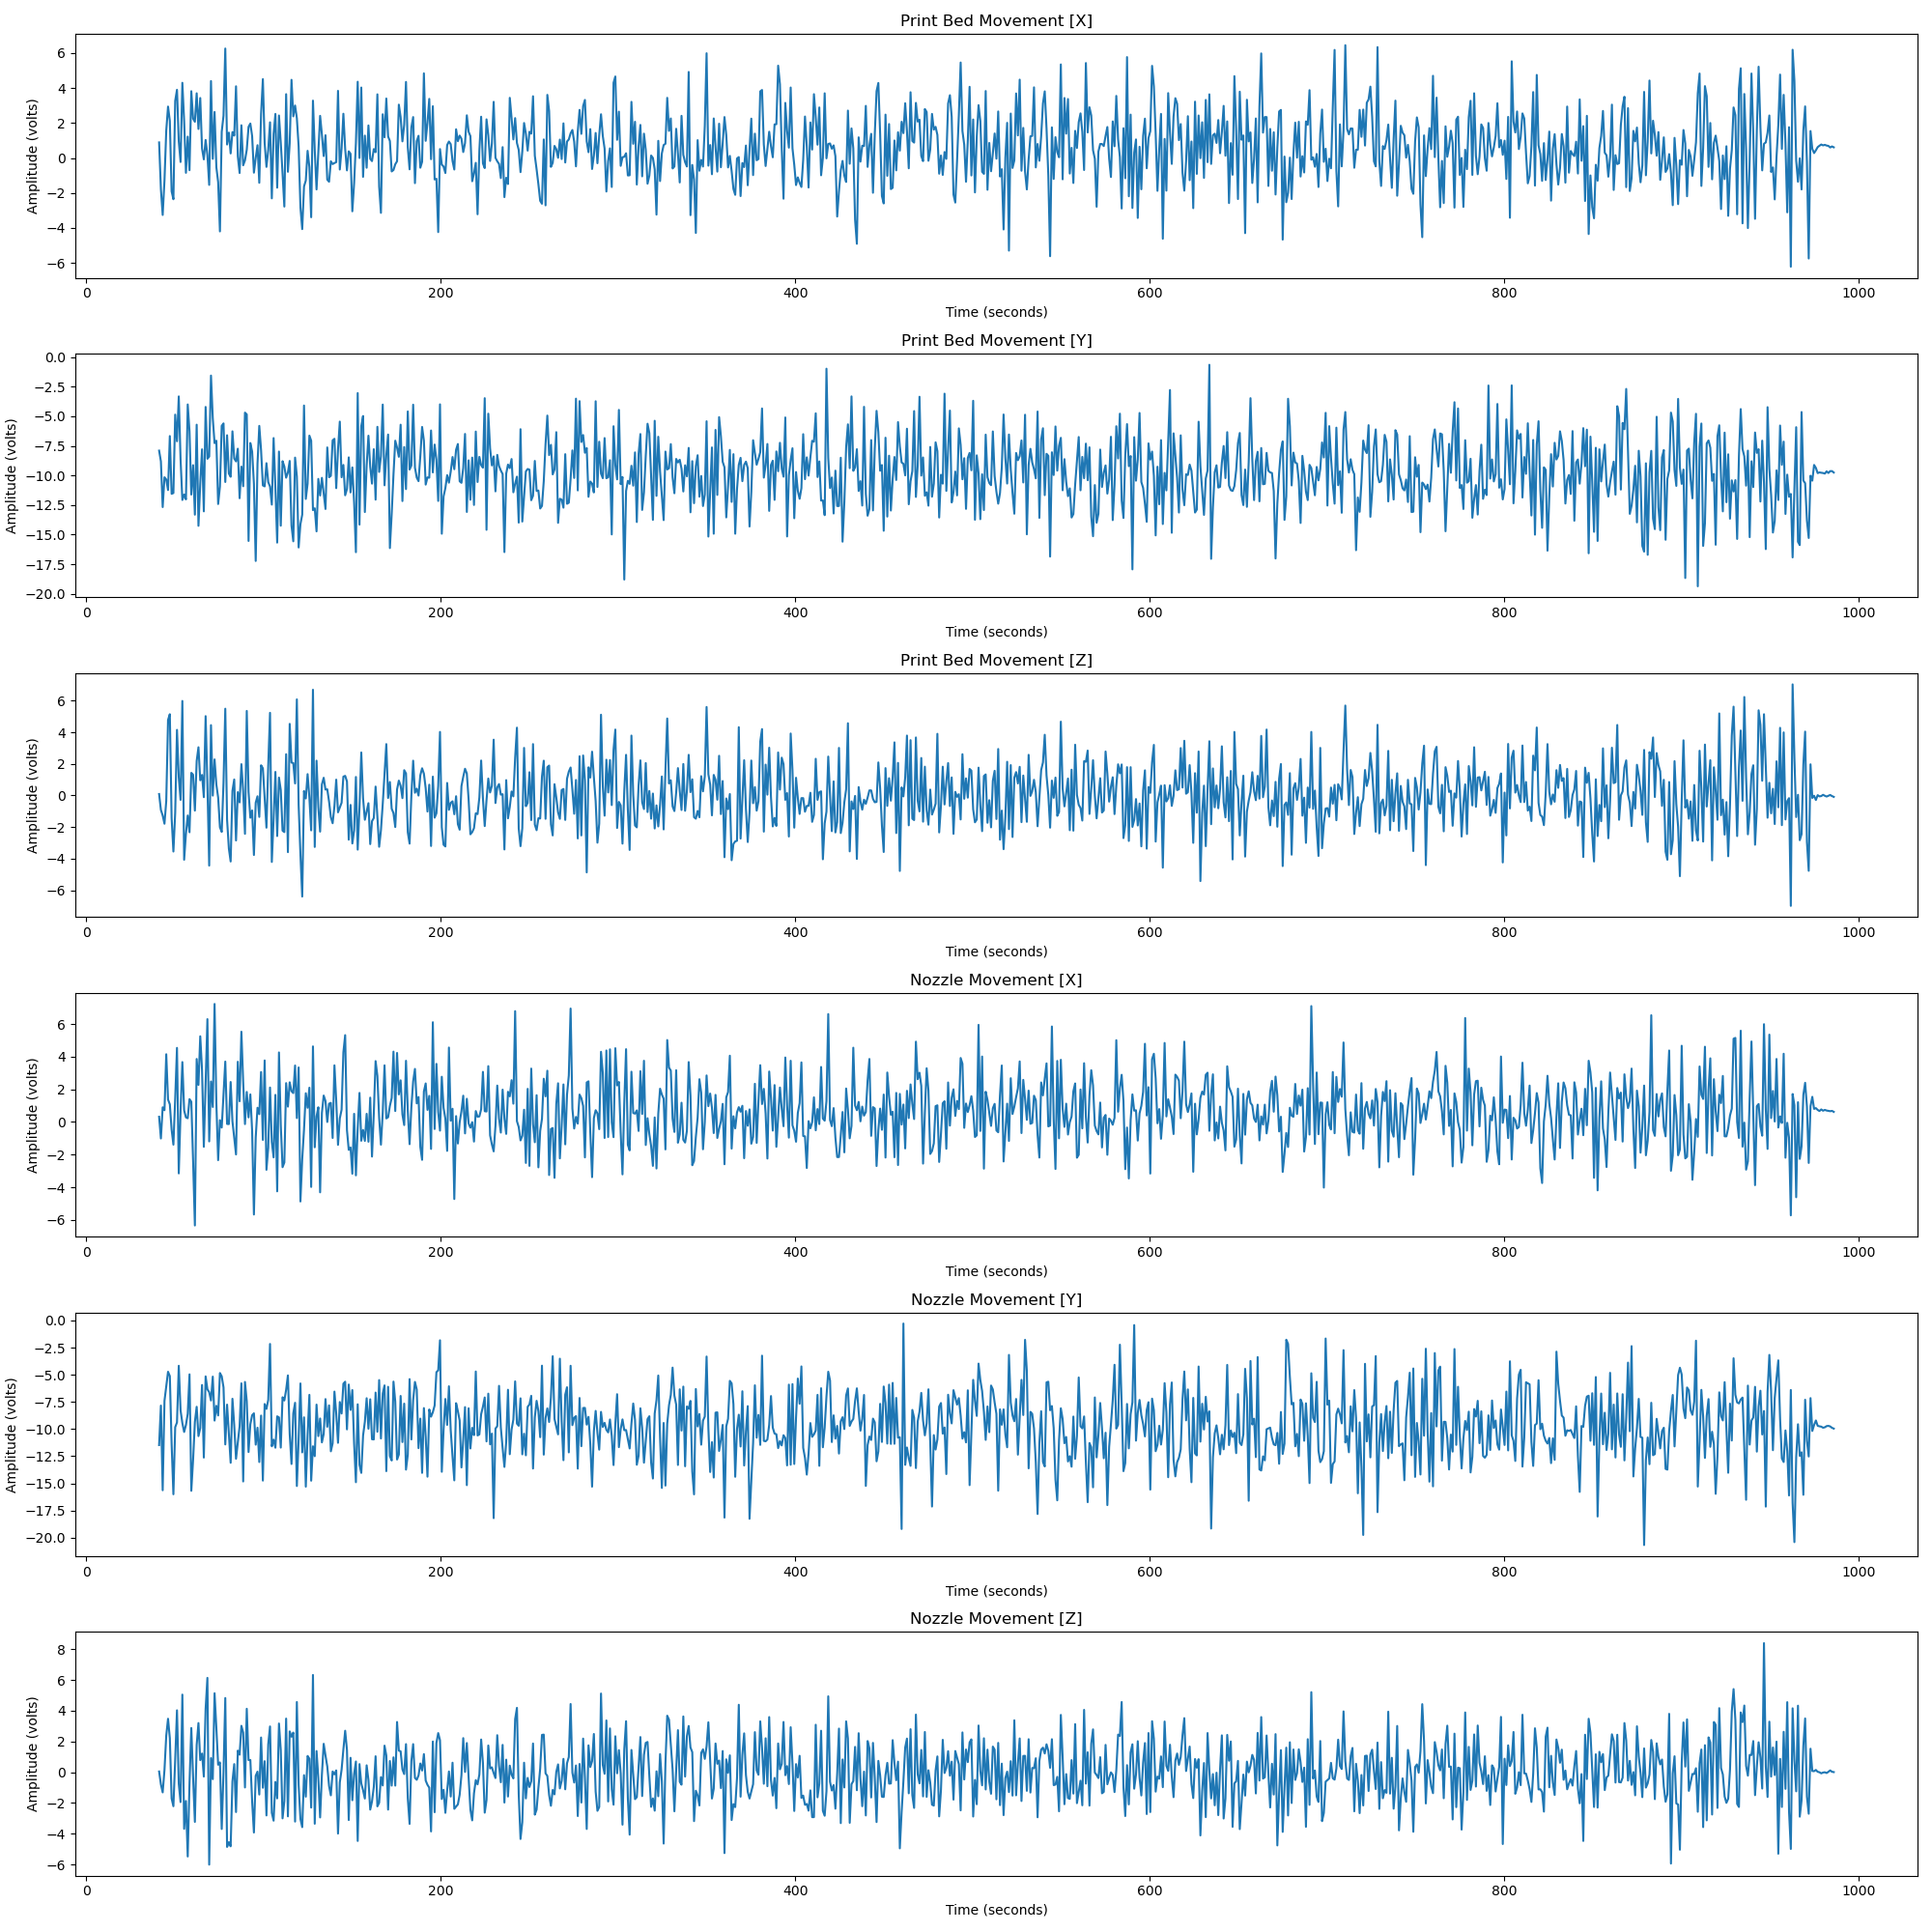 Print Bed Movement [X]
Amplitude (volts)
6
4
2
0
−2
−4
−6
0 200 400 600 800 1000
Time (seconds)
Print Bed Movement [Y]
Amplitude (volts)
0.0
−2.5
−5.0
−7.5
−10.0
−12.5
−15.0
−17.5
−20.0
0 200 400 600 800 1000
Time (seconds)
Print Bed Movement [Z]
Amplitude (volts)
6
4
2
0
−2
−4
−6
0 200 400 600 800 1000
Time (seconds)
Nozzle Movement [X]
Amplitude (volts)
6
4
2
0
−2
−4
−6
0 200 400 600 800 1000
Time (seconds)
Nozzle Movement [Y]
Amplitude (volts)
0.0
−2.5
−5.0
−7.5
−10.0
−12.5
−15.0
−17.5
−20.0
0 200 400 600 800 1000
Time (seconds)
Nozzle Movement [Z]
Amplitude (volts)
8
6
4
2
0
−2
−4
−6
0 200 400 600 800 1000
Time (seconds)